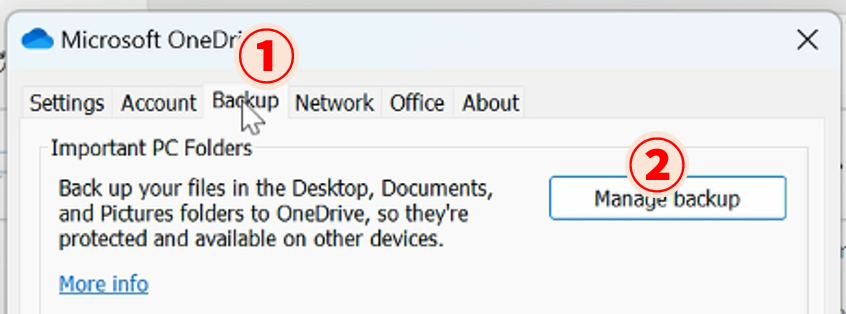 Microsoft OneDri
1
Settings Account Backup Network Office About
Important PC Folders
2
Back up your files in the Desktop, Documents,
and Pictures folders to OneDrive, so they're
protected and available on other devices.
Manage backup
More info